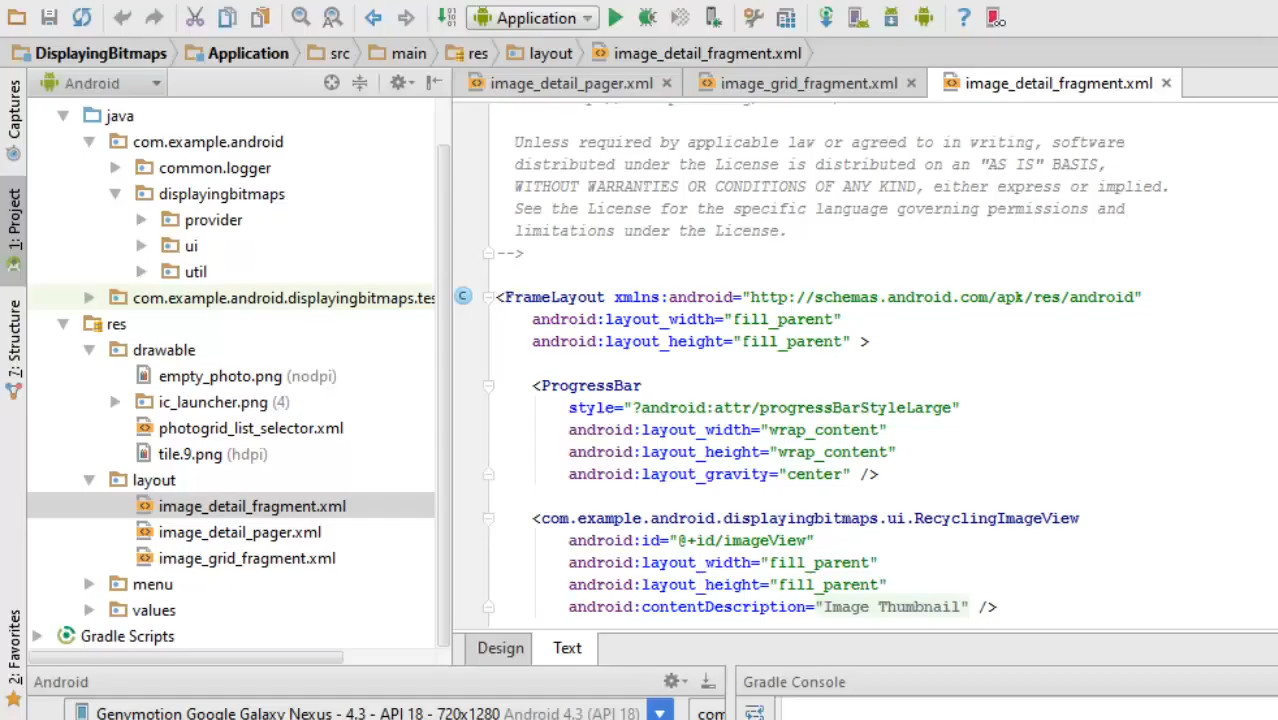 Application
DisplayingBitmaps
Application
src
main
res
layout
image_detail_fragment.xml
Captures
1: Project
7: Structure
2: Favorites
Android
java
com.example.android
common.logger
displayingbitmaps
provider
ui
util
com.example.android.displayingbitmaps.tes
res
drawable
empty_photo.png (nodpi)
ic_launcher.png (4)
photogrid_list_selector.xml
tile.9.png (hdpi)
layout
image_detail_fragment.xml
image_detail_pager.xml
image_grid_fragment.xml
menu
values
Gradle Scripts
image_detail_pager.xml
image_grid_fragment.xml
image_detail_fragment.xml
Unless required by applicable law or agreed to in writing, software
distributed under the License is distributed on an "AS IS" BASIS,
WITHOUT WARRANTIES OR CONDITIONS OF ANY KIND, either express or implied.
See the License for the specific language governing permissions and
limitations under the License.
-->
<FrameLayout xmlns:android="http://schemas.android.com/apk/res/android"
android:layout_width="fill_parent"
android:layout_height="fill_parent" >
<ProgressBar
style="?android:attr/progressBarStyleLarge"
android:layout_width="wrap_content"
android:layout_height="wrap_content"
android:layout_gravity="center" />
<com.example.android.displayingbitmaps.ui.RecyclingImageView
android:id="@+id/imageView"
android:layout_width="fill_parent"
android:layout_height="fill_parent"
android:contentDescription="Image Thumbnail" />
Design
Text
Android
Gradle Console
Genymotion Google Galaxy Nexus - 4.3 - API 18 - 720x1280 Android 4.3 (API 18)
com